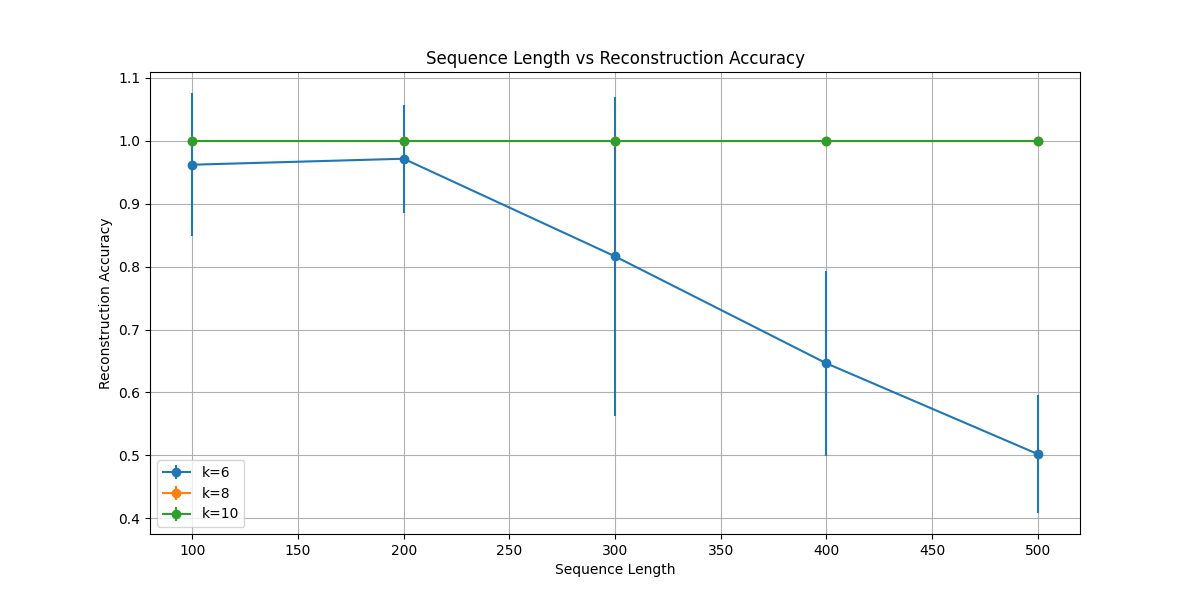 Sequence Length vs Reconstruction Accuracy
1.1
1.0
0.9
0.8
0.7
0.6
0.5
0.4
Reconstruction Accuracy
k=6
k=8
k=10
100 150 200 250 300 350 400 450 500
Sequence Length